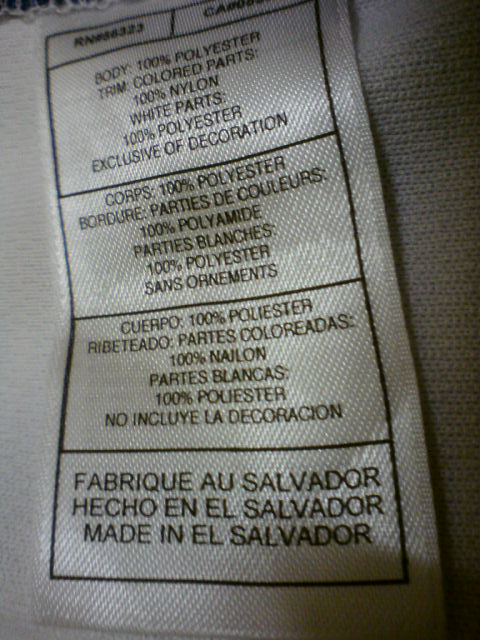 RN#56323
BODY: 100% POLYESTER
TRIM: COLORED PARTS:
100% NYLON
WHITE PARTS:
100% POLYESTER
EXCLUSIVE OF DECORATION
CORPS: 100% POLYESTER
BORDURE: PARTIES DE COULEURS:
100% POLYAMIDE
PARTIES BLANCHES:
100% POLYESTER
SANS ORNEMENTS
CUERPO: 100% POLIESTER
RIBETEADO: PARTES COLOREADAS:
100% NAILON
PARTES BLANCAS:
100% POLIESTER
NO INCLUYE LA DECORACION
FABRIQUE AU SALVADOR
HECHO EN EL SALVADOR
MADE IN EL SALVADOR